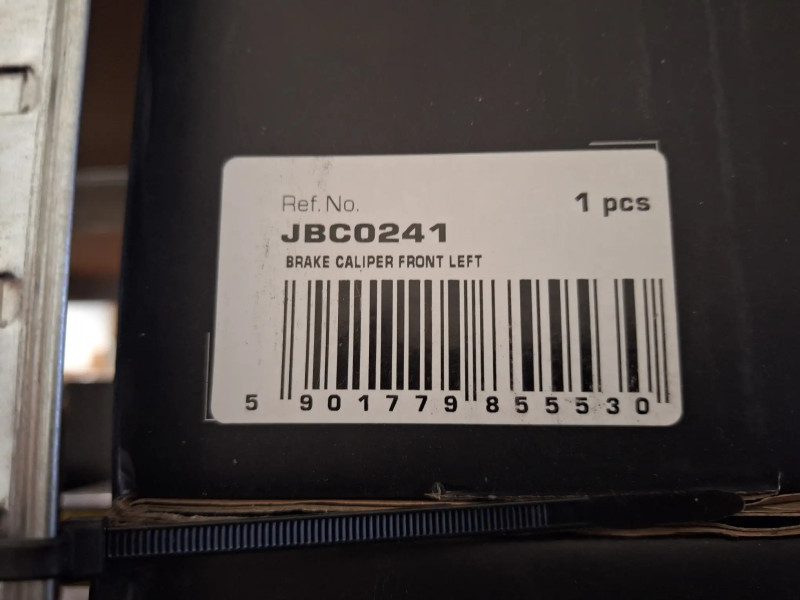 Ref. No.
1 pcs
JBC0241
BRAKE CALIPER FRONT LEFT
5 901779 855530